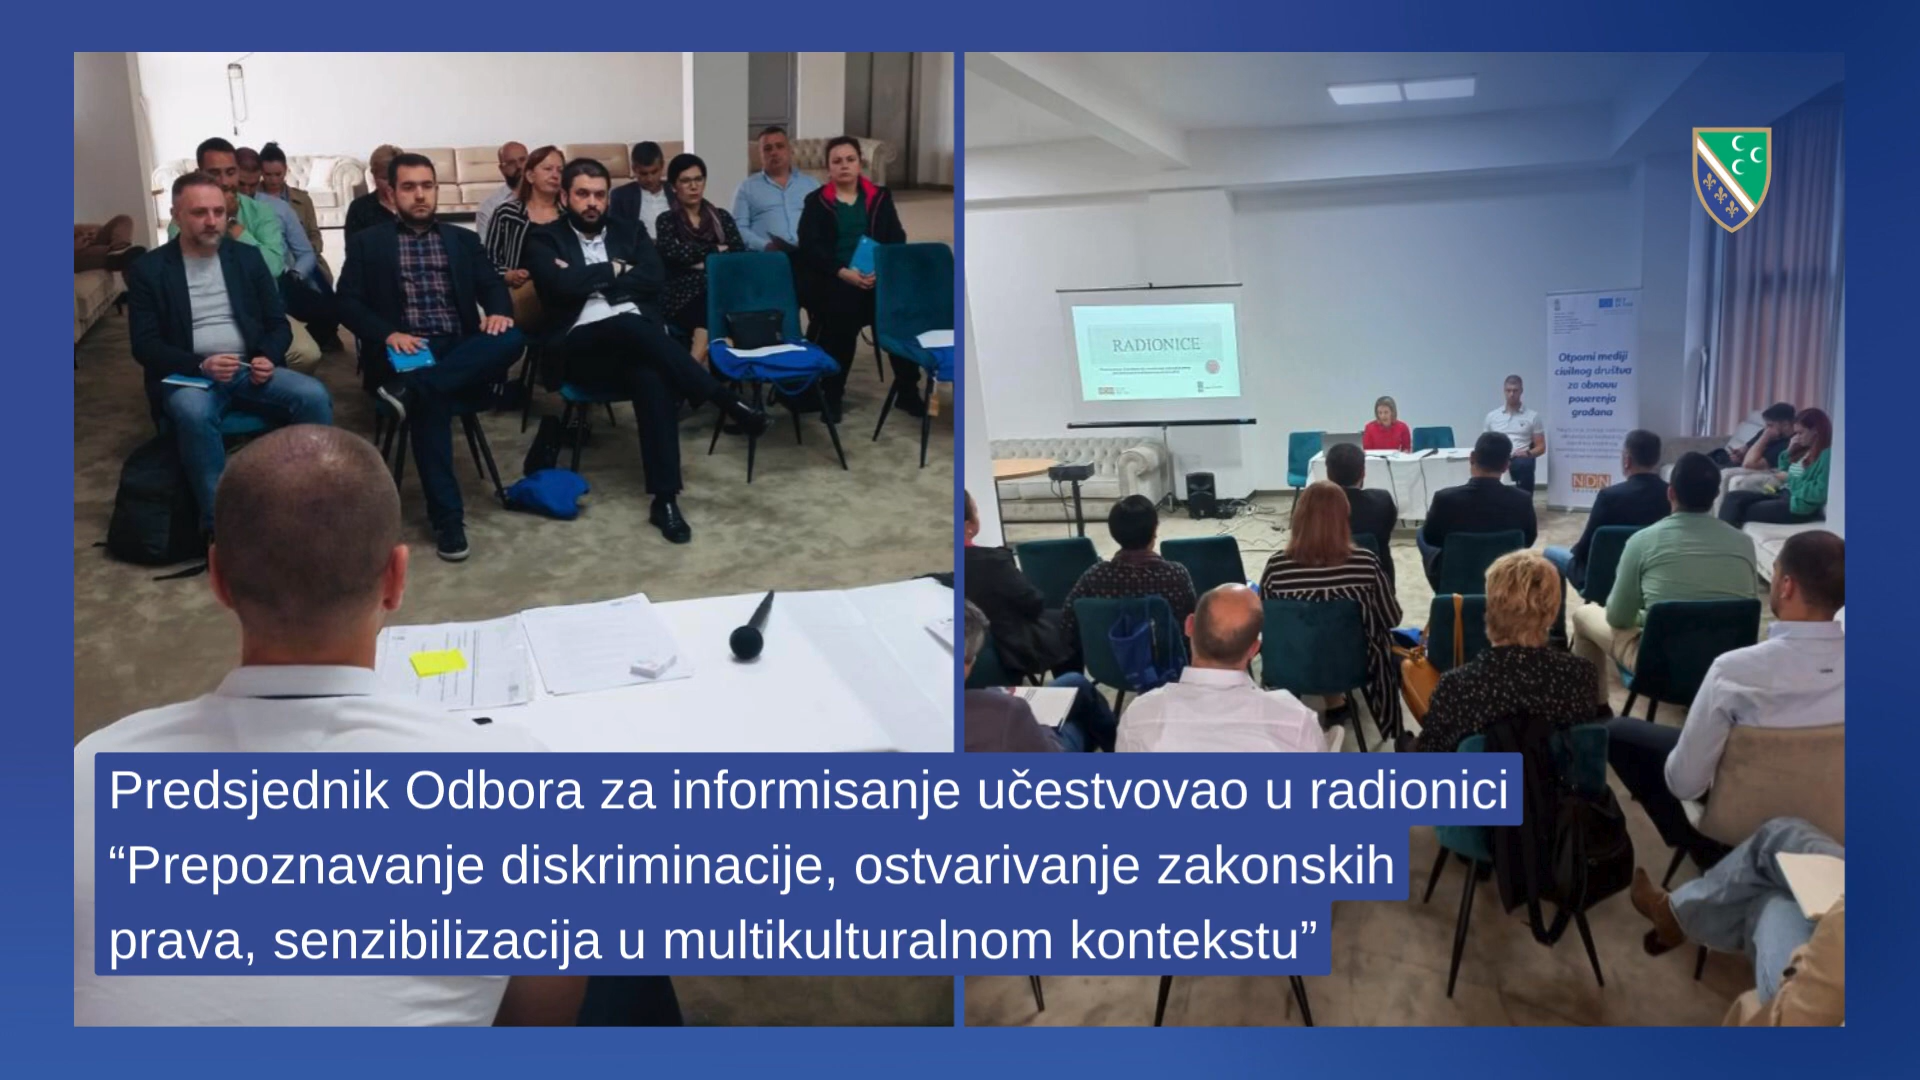 RADIONICE
Otporni mediji
civilnog društva
za obnovu
poverenja
građana
NDN
Predsjednik Odbora za informisanje učestvovao u radionici
“Prepoznavanje diskriminacije, ostvarivanje zakonskih
prava, senzibilizacija u multikulturalnom kontekstu”